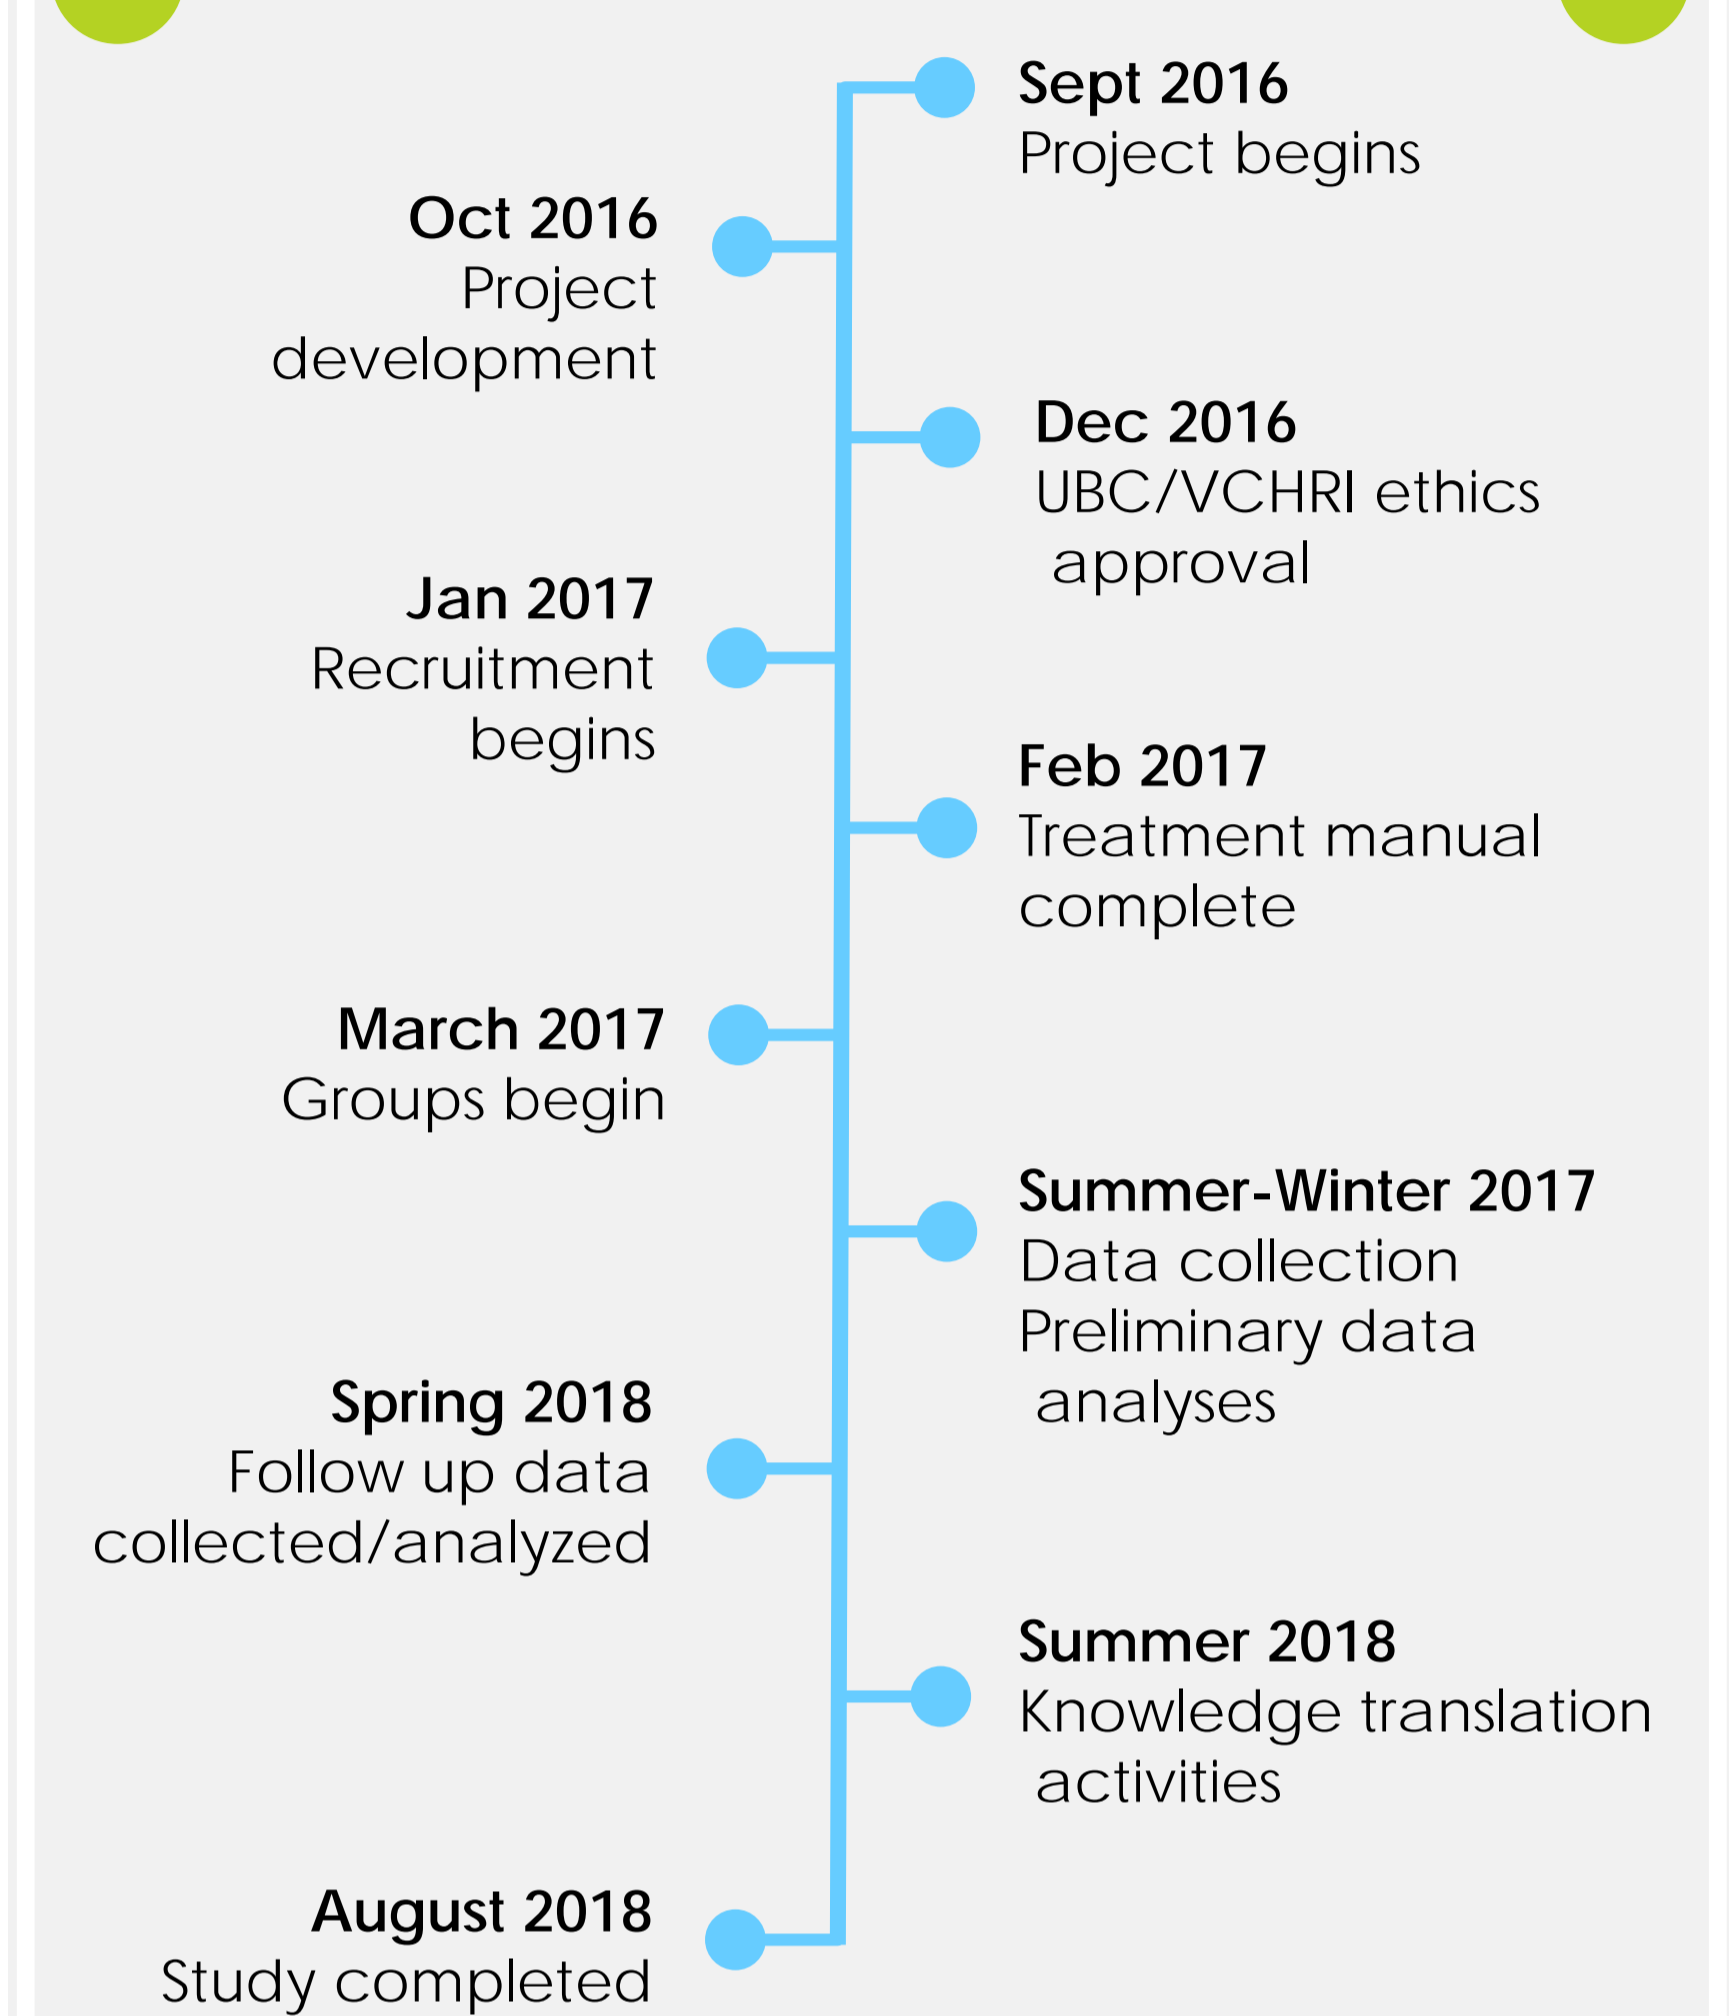 Sept 2016
Project begins
Oct 2016
Project
development
Dec 2016
UBC/VCHRI ethics
approval
Jan 2017
Recruitment
begins
Feb 2017
Treatment manual
complete
March 2017
Groups begin
Summer-Winter 2017
Data collection
Preliminary data
analyses
Spring 2018
Follow up data
collected/analyzed
Summer 2018
Knowledge translation
activities
August 2018
Study completed